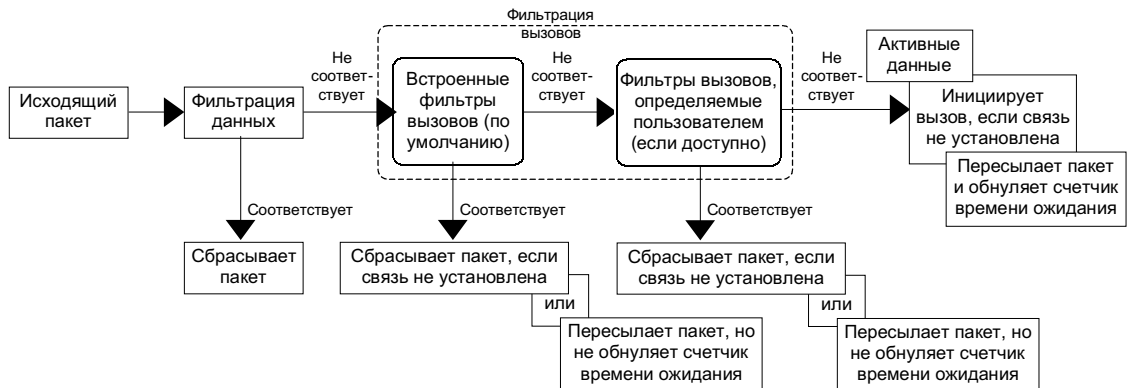 Фильтрация
вызовов
Исходящий
пакет
Фильтрация
данных
Не
соответ-
ствует
Встроенные
фильтры
вызовов (по
умолчанию)
Не
соответ-
ствует
Фильтры вызовов,
определяемые
пользователем
(если доступно)
Не
соответ-
ствует
Активные
данные
Инициирует
вызов, если связь
не установлена
Пересылает пакет
и обнуляет счетчик
времени ожидания
Соответствует
Сбрасывает
пакет
Соответствует
Сбрасывает пакет, если
связь не установлена
или
Пересылает пакет, но
не обнуляет счетчик
времени ожидания
Соответствует
Сбрасывает пакет, если
связь не установлена
или
Пересылает пакет, но
не обнуляет счетчик
времени ожидания